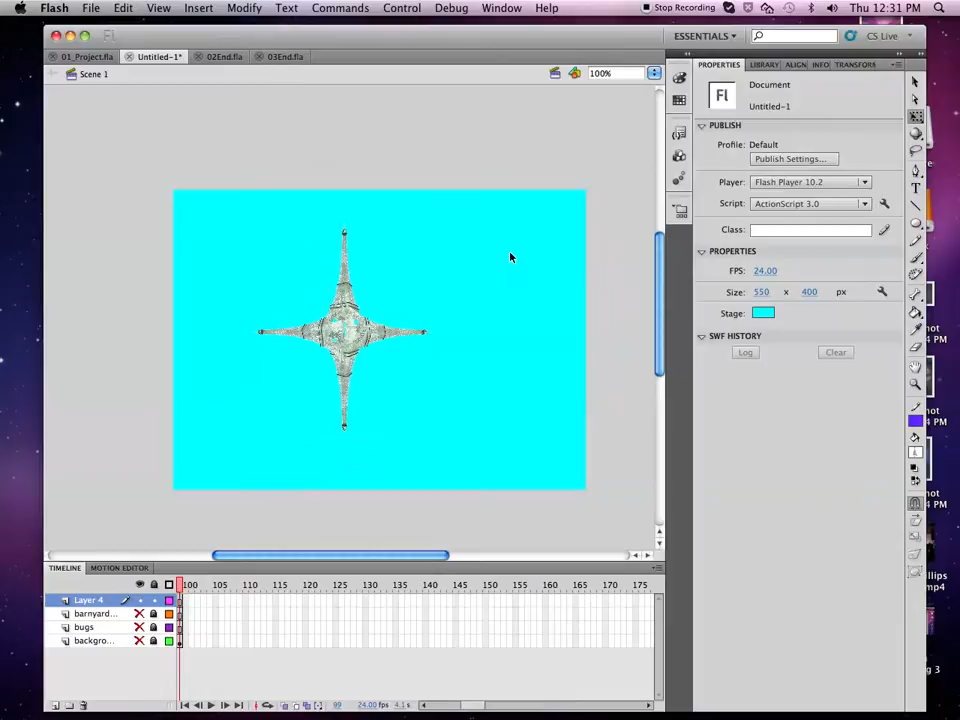 Flash File Edit View Insert Modify Text Commands Control Debug Window Help Stop Recording Thu 12:31 PM
ESSENTIALS CS Live
01_Project.fla Untitled-1* 02End.fla 03End.fla
Scene 1 100%
PROPERTIES LIBRARY ALIGN INFO TRANSFORM
Fl Document
Untitled-1
PUBLISH
Profile: Default
Publish Settings...
Player: Flash Player 10.2
Script: ActionScript 3.0
Class:
PROPERTIES
FPS: 24.00
Size: 550 x 400 px
Stage:
SWF HISTORY
Log Clear
TIMELINE MOTION EDITOR
100 105 110 115 120 125 130 135 140 145 150 155 160 165 170 175
Layer 4
barnyard...
bugs
backgro...
99 24.00 fps 4.1 s